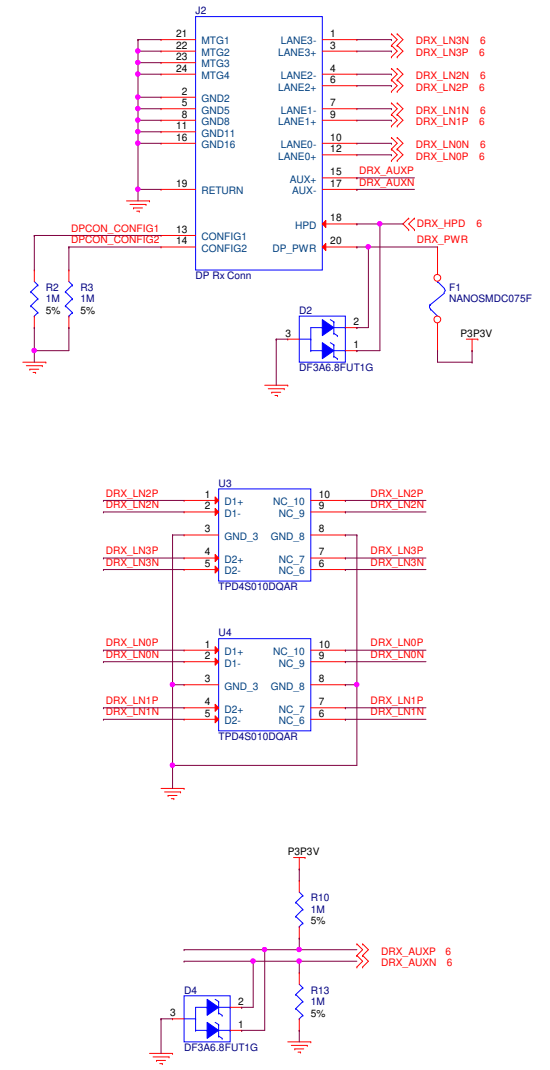 J2
21 MTG1 LANE3- 1 DRX_LN3N 6
22 MTG2 LANE3+ 3 DRX_LN3P 6
23 MTG3
24 MTG4 LANE2- 4 DRX_LN2N 6
LANE2+ 6 DRX_LN2P 6
2 GND2
5 GND5 LANE1- 7 DRX_LN1N 6
8 GND8 LANE1+ 9 DRX_LN1P 6
11 GND11
16 GND16 LANE0- 10 DRX_LN0N 6
LANE0+ 12 DRX_LN0P 6
AUX+ 15 DRX_AUXP
19 RETURN AUX- 17 DRX_AUXN
HPD 18 DRX_HPD 6
DPCON_CONFIG1 13 CONFIG1
DPCON_CONFIG2 14 CONFIG2 DP_PWR 20 DRX_PWR
DP Rx Conn
R2 R3
1M 1M
5% 5%
F1
NANOSMDC075F
P3P3V
D2
3 2
1
DF3A6.8FUT1G
U3
DRX_LN2P 1 D1+ NC_10 10 DRX_LN2P
DRX_LN2N 2 D1- NC_9 9 DRX_LN2N
3 GND_3 GND_8 8
DRX_LN3P 4 D2+ NC_7 7 DRX_LN3P
DRX_LN3N 5 D2- NC_6 6 DRX_LN3N
TPD4S010DQAR
U4
DRX_LN0P 1 D1+ NC_10 10 DRX_LN0P
DRX_LN0N 2 D1- NC_9 9 DRX_LN0N
3 GND_3 GND_8 8
DRX_LN1P 4 D2+ NC_7 7 DRX_LN1P
DRX_LN1N 5 D2- NC_6 6 DRX_LN1N
TPD4S010DQAR
P3P3V
R10
1M
5%
DRX_AUXP 6
DRX_AUXN 6
D4
3 2
1
DF3A6.8FUT1G
R13
1M
5%